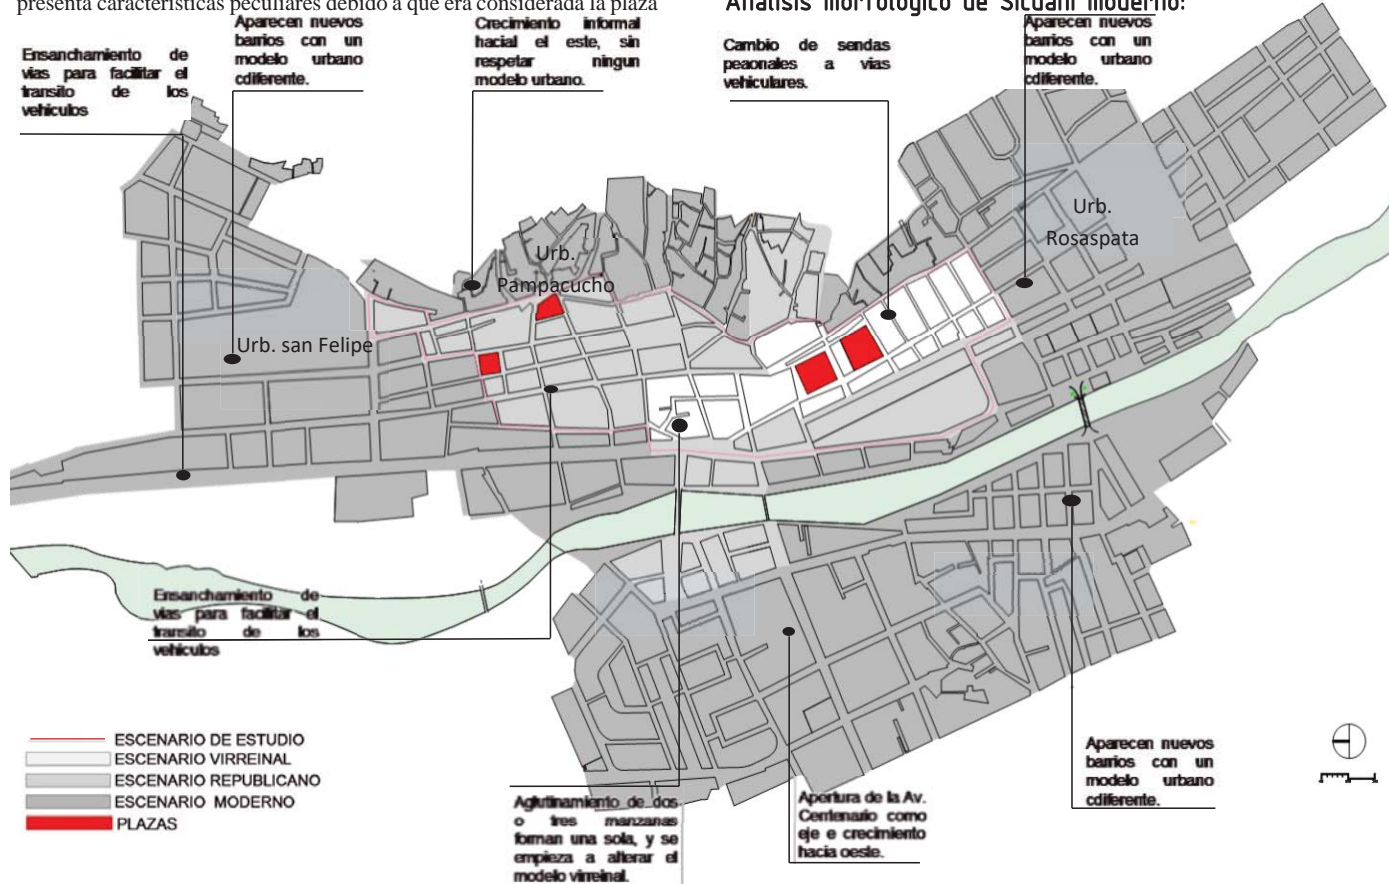 presenta características peculiares debido a que era considerada la plaza
Análisis morfológico de Sicuani moderno:
Ensanchamiento de
vias para facilitar el
transito de los
vehículos
Aparecen nuevos
barrios con un
modelo urbano
cdiferente.
Crecimiento informal
hacial el este, sin
respetar ningun
modelo urbano.
Cambio de sendas
peaonales a vias
vehiculares.
Aparecen nuevos
barrios con un
modelo urbano
cdiferente.
Urb.
Pampacucho
Urb.
Rosaspata
Urb. san Felipe
Ensanchamiento de
vias para facilitar el
transito de los
vehículos
ESCENARIO DE ESTUDIO
ESCENARIO VIRREINAL
ESCENARIO REPUBLICANO
ESCENARIO MODERNO
PLAZAS
Aglutinamiento de dos
o tres manzanas
forman una sola, y se
empieza a alterar el
modelo virreinal.
Apertura de la Av.
Centenario como
eje e crecimiento
hacia oeste.
Aparecen nuevos
barrios con un
modelo urbano
cdiferente.